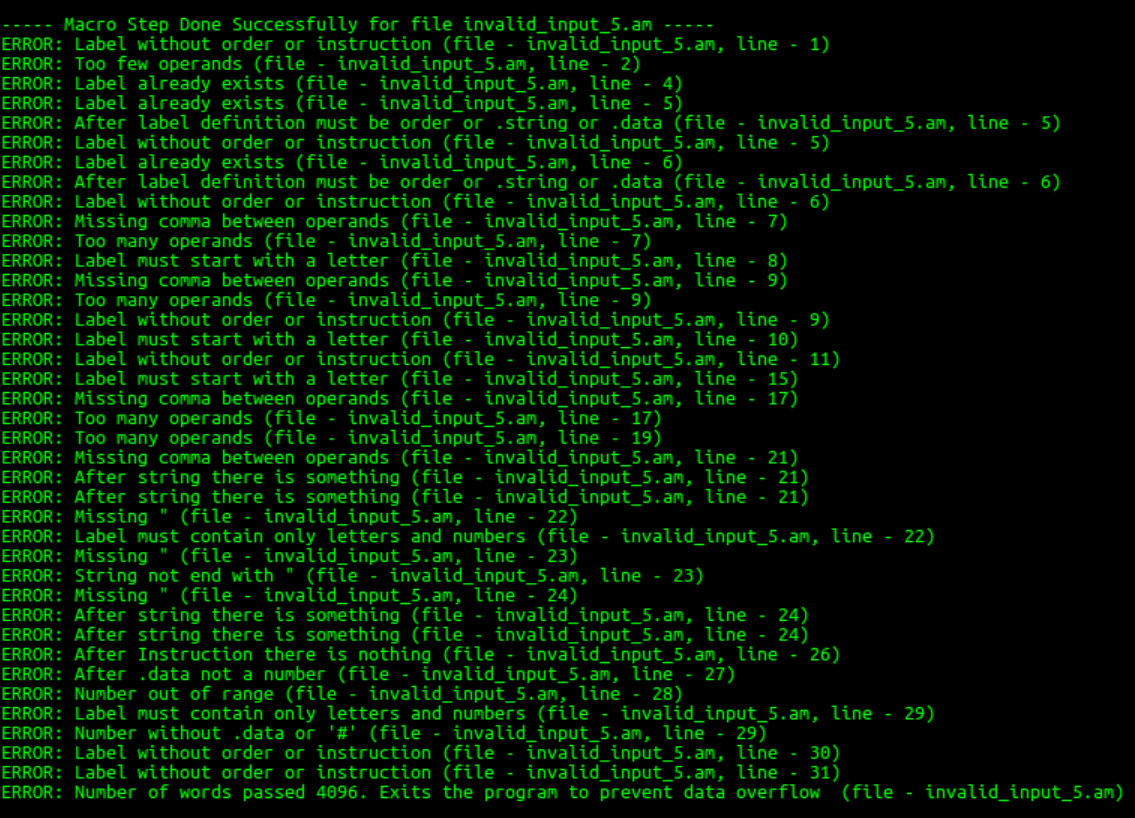 ----- Macro Step Done Successfully for file invalid_input_5.am -----
ERROR: Label without order or instruction (file - invalid_input_5.am, line - 1)
ERROR: Too few operands (file - invalid_input_5.am, line - 2)
ERROR: Label already exists (file - invalid_input_5.am, line - 4)
ERROR: Label already exists (file - invalid_input_5.am, line - 5)
ERROR: After label definition must be order or .string or .data (file - invalid_input_5.am, line - 5)
ERROR: Label without order or instruction (file - invalid_input_5.am, line - 5)
ERROR: Label already exists (file - invalid_input_5.am, line - 6)
ERROR: After label definition must be order or .string or .data (file - invalid_input_5.am, line - 6)
ERROR: Label without order or instruction (file - invalid_input_5.am, line - 6)
ERROR: Missing comma between operands (file - invalid_input_5.am, line - 7)
ERROR: Too many operands (file - invalid_input_5.am, line - 7)
ERROR: Label must start with a letter (file - invalid_input_5.am, line - 8)
ERROR: Missing comma between operands (file - invalid_input_5.am, line - 9)
ERROR: Too many operands (file - invalid_input_5.am, line - 9)
ERROR: Label without order or instruction (file - invalid_input_5.am, line - 9)
ERROR: Label must start with a letter (file - invalid_input_5.am, line - 10)
ERROR: Label without order or instruction (file - invalid_input_5.am, line - 11)
ERROR: Label must start with a letter (file - invalid_input_5.am, line - 15)
ERROR: Missing comma between operands (file - invalid_input_5.am, line - 17)
ERROR: Too many operands (file - invalid_input_5.am, line - 17)
ERROR: Too many operands (file - invalid_input_5.am, line - 19)
ERROR: Missing comma between operands (file - invalid_input_5.am, line - 21)
ERROR: After string there is something (file - invalid_input_5.am, line - 21)
ERROR: After string there is something (file - invalid_input_5.am, line - 21)
ERROR: Missing " (file - invalid_input_5.am, line - 22)
ERROR: Label must contain only letters and numbers (file - invalid_input_5.am, line - 22)
ERROR: Missing " (file - invalid_input_5.am, line - 23)
ERROR: String not end with " (file - invalid_input_5.am, line - 23)
ERROR: Missing " (file - invalid_input_5.am, line - 24)
ERROR: After string there is something (file - invalid_input_5.am, line - 24)
ERROR: After string there is something (file - invalid_input_5.am, line - 24)
ERROR: After Instruction there is nothing (file - invalid_input_5.am, line - 26)
ERROR: After .data not a number (file - invalid_input_5.am, line - 27)
ERROR: Number out of range (file - invalid_input_5.am, line - 28)
ERROR: Label must contain only letters and numbers (file - invalid_input_5.am, line - 29)
ERROR: Number without .data or '#' (file - invalid_input_5.am, line - 29)
ERROR: Label without order or instruction (file - invalid_input_5.am, line - 30)
ERROR: Label without order or instruction (file - invalid_input_5.am, line - 31)
ERROR: Number of words passed 4096. Exits the program to prevent data overflow  (file - invalid_input_5.am)